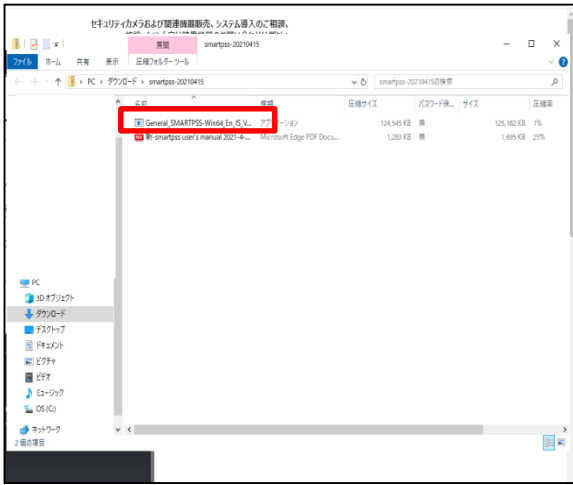 セキュリティカメラおよび関連機器販売、システム導入のご相談、
展開
smartpss-20210415
ファイル
ホーム
共有
表示
圧縮フォルダー ツール
PC › ダウンロード › smartpss-20210415
smartpss-20210415の検索
名前
種類
圧縮サイズ
パスワード保...
サイズ
圧縮率
General_SMARTPSS-Win64_En_IS_V...
アプリケーション
124,545 KB
無
125,182 KB
1%
新-smartpss user's manual 2021-4-...
Microsoft Edge PDF Docu...
1,283 KB
無
1,695 KB
25%
PC
3D オブジェクト
ダウンロード
デスクトップ
ドキュメント
ピクチャ
ビデオ
ミュージック
OS (C:)
ネットワーク
2 個の項目